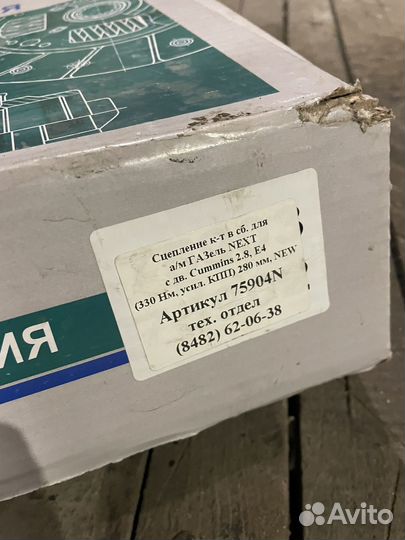 Я
Сцепление к-т в сб. для
а/м ГАЗель NEXT
с дв. Cummins 2.8, Е4
(330 Нм, усил. КПП) 280 мм, NEW
Артикул 75904N
тех. отдел
(8482) 62-06-38
ИЯ
Avito